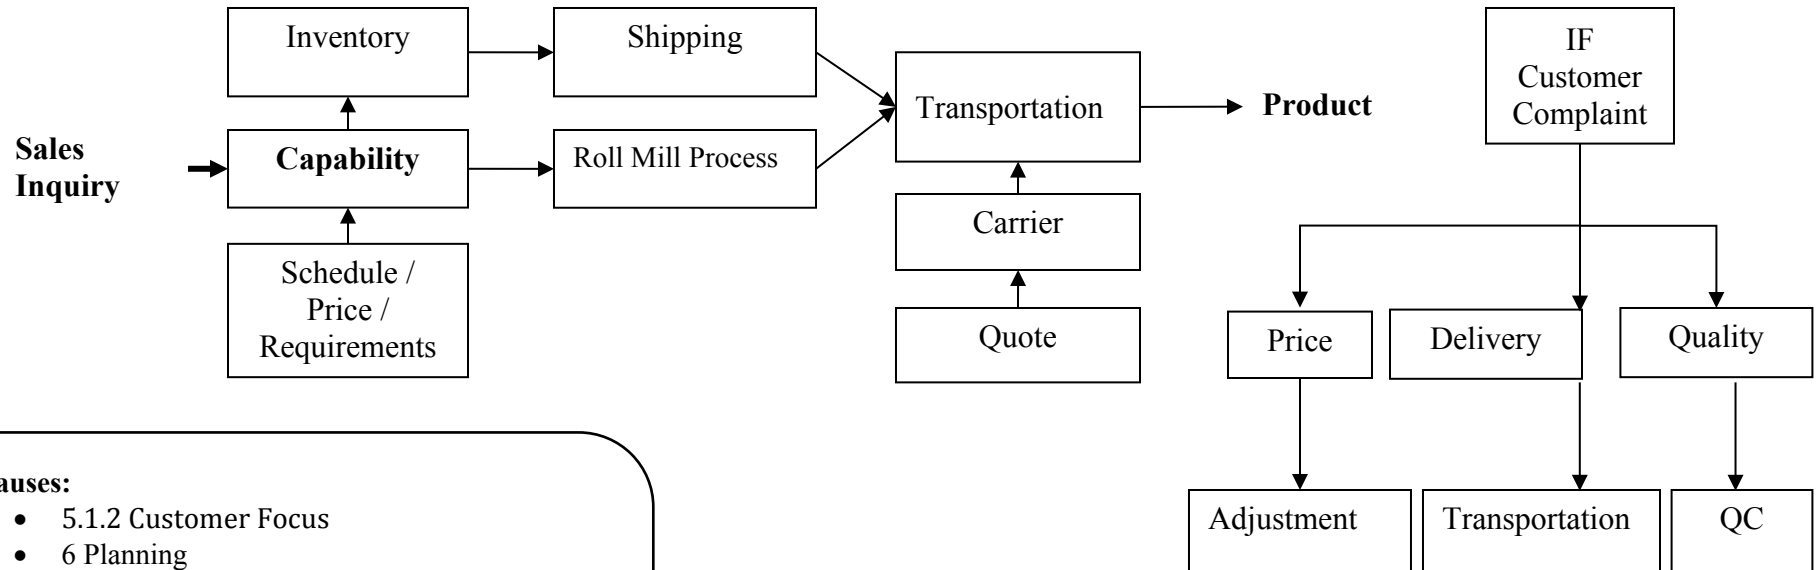 Inventory
Shipping
IF
Customer
Complaint
Transportation
Product
Sales
Inquiry
Capability
Roll Mill Process
Carrier
Schedule /
Price /
Requirements
Quote
Price
Delivery
Quality
auses:
• 5.1.2 Customer Focus
• 6 Planning
Adjustment
Transportation
QC